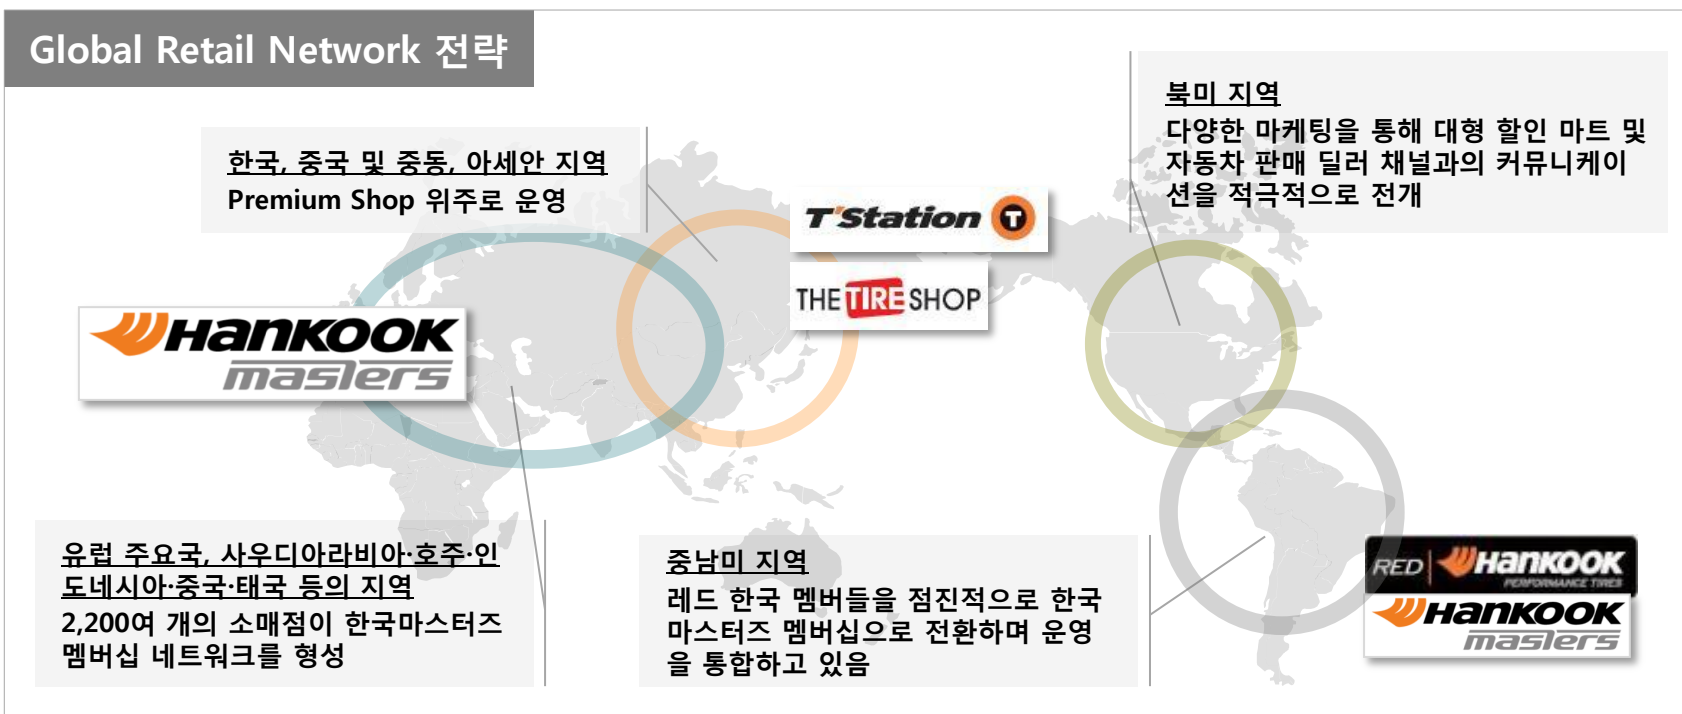 Global Retail Network 전략
한국, 중국 및 중동, 아세안 지역
Premium Shop 위주로 운영
북미 지역
다양한 마케팅을 통해 대형 할인 마트 및
자동차 판매 딜러 채널과의 커뮤니케이
션을 적극적으로 전개
T'Station T
THE TIRE SHOP
Hankook
masters
유럽 주요국, 사우디아라비아·호주·인
도네시아·중국·태국 등의 지역
2,200여 개의 소매점이 한국마스터즈
멤버십 네트워크를 형성
중남미 지역
레드 한국 멤버들을 점진적으로 한국
마스터즈 멤버십으로 전환하며 운영
을 통합하고 있음
RED Hankook
PERFORMANCE TIRES
Hankook
masters